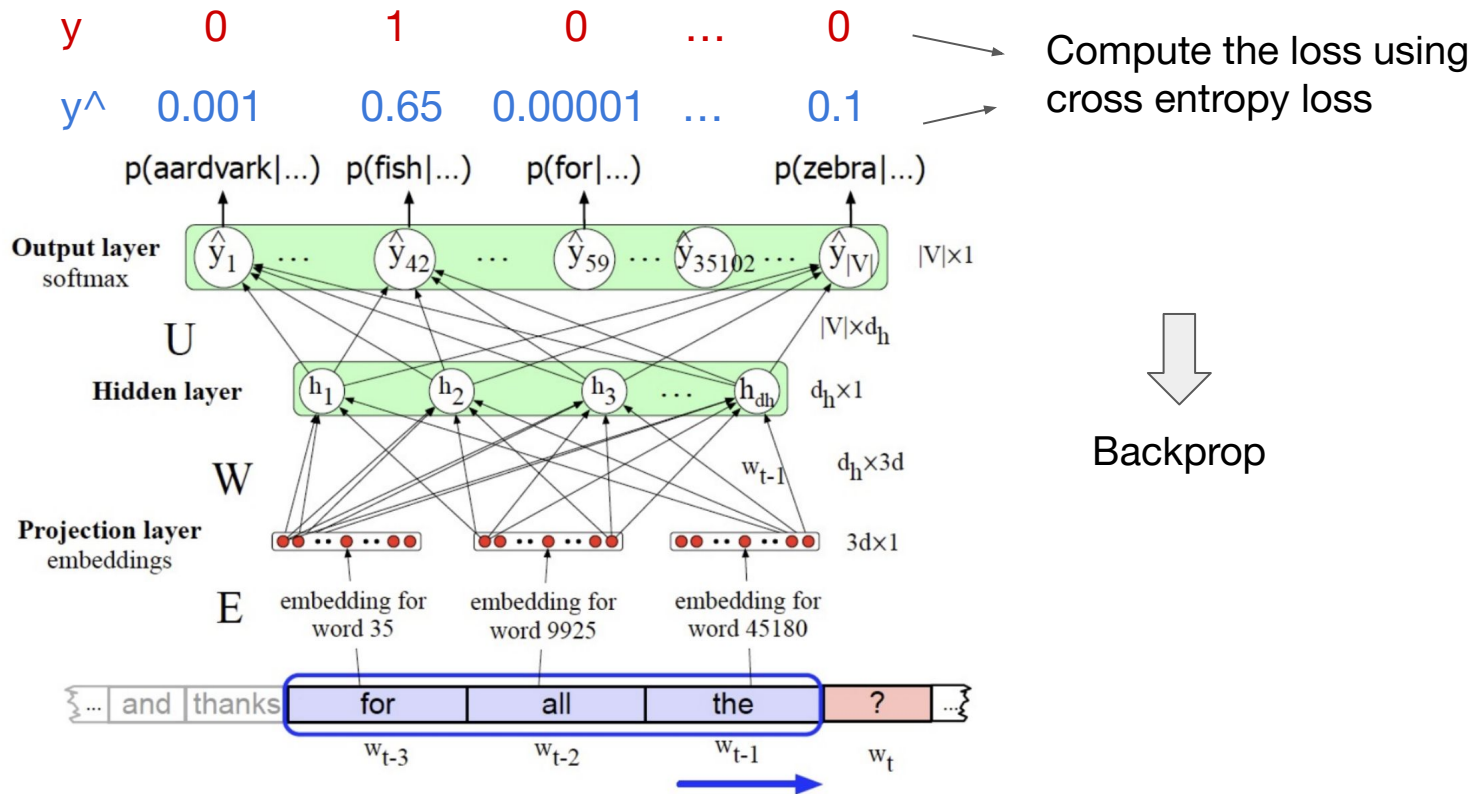 y 0 1 0 ... 0
Compute the loss using
cross entropy loss
y^ 0.001 0.65 0.00001 ... 0.1
p(aardvark|...) p(fish|...) p(for|...) p(zebra|...)
Output layer
softmax
ŷ1 ... ŷ42 ... ŷ59 ... ŷ35102 ... ŷ|V| |V|×1
U |V|×dh
Hidden layer h1 h2 h3 ... hdh dh×1
W wt-1 dh×3d
Backprop
Projection layer
embeddings
.. .. .. .. .. .. 3d×1
E
embedding for
word 35
embedding for
word 9925
embedding for
word 45180
... and thanks for all the ? ...
wt-3 wt-2 wt-1 wt